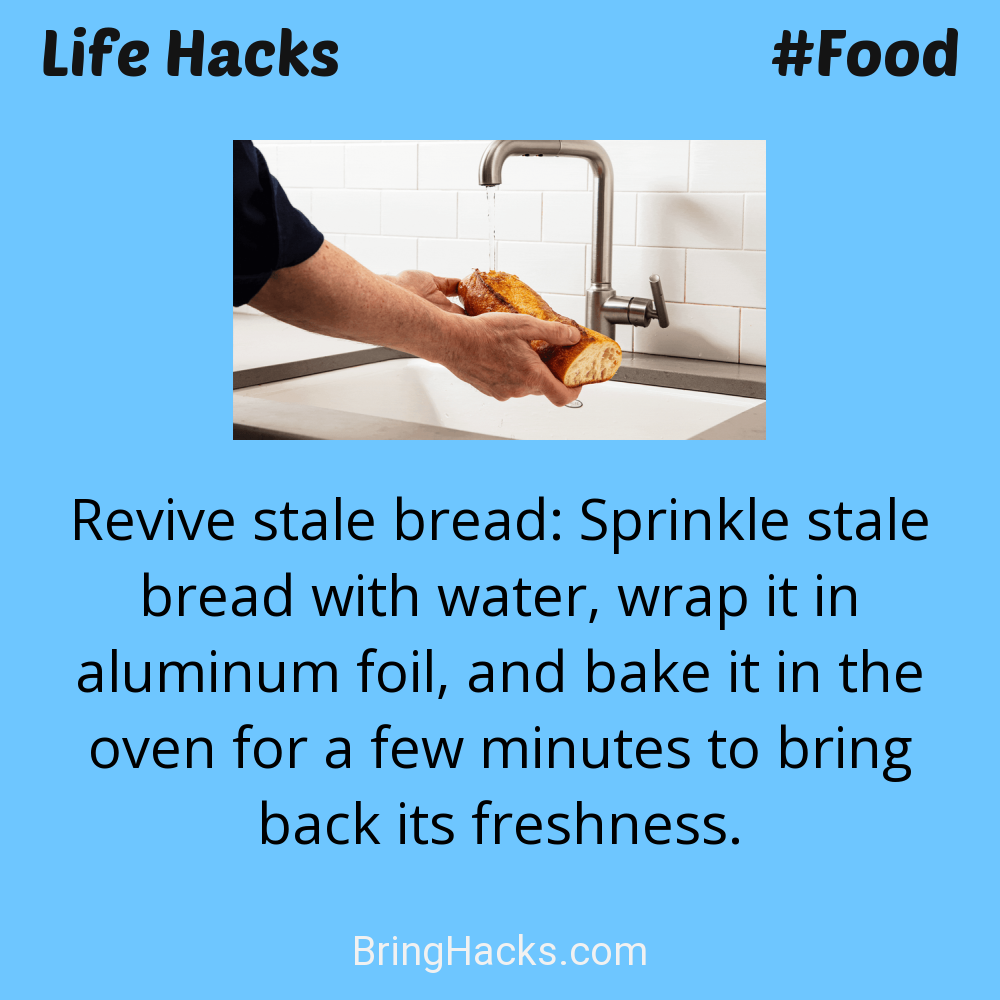 Life Hacks
#Food
Revive stale bread: Sprinkle stale
bread with water, wrap it in
aluminum foil, and bake it in the
oven for a few minutes to bring
back its freshness.
BringHacks.com